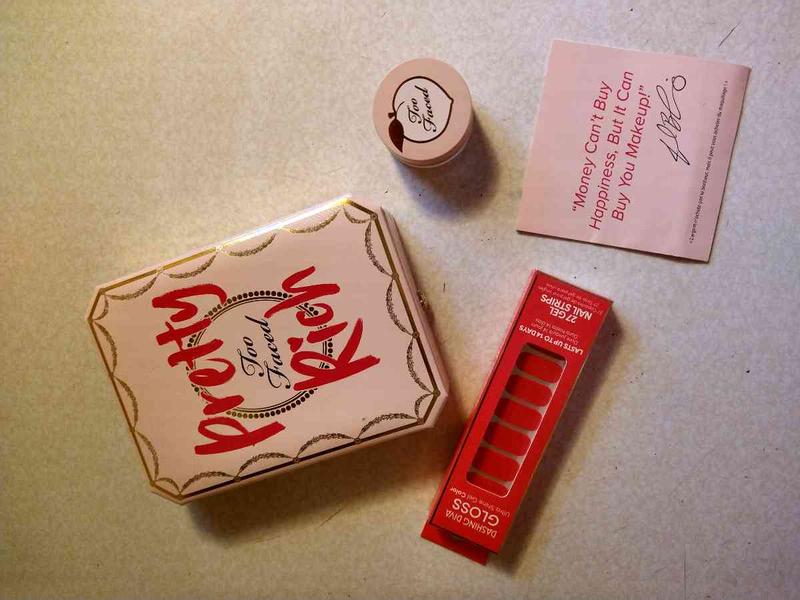 Too
Faced
"Money Can't Buy
Happiness, But It Can
Buy You Makeup!"
Pretty
Too
Faced
Rich
27 GEL
NAIL STRIPS
LASTS UP TO 14 DAYS
DASHING DIVA
GLOSS
Ultra Shine Gel Color